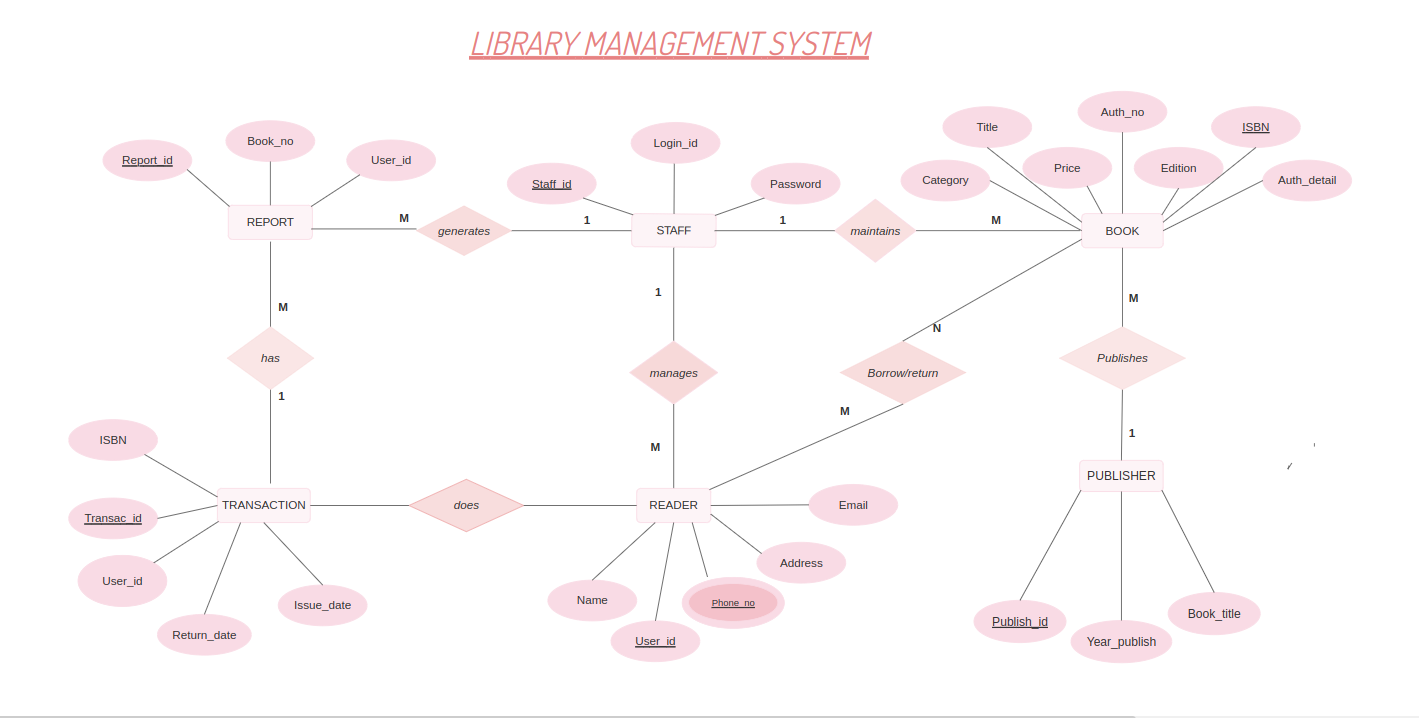 LIBRARY MANAGEMENT SYSTEM
Report_id
Book_no
User_id
REPORT
M
generates
1
Staff_id
Login_id
Password
STAFF
1
maintains
M
Category
Title
Price
Auth_no
Edition
ISBN
Auth_detail
BOOK
M
has
1
1
manages
M
N
Borrow/return
M
M
Publishes
1
ISBN
Transac_id
User_id
Return_date
Issue_date
TRANSACTION
does
READER
Email
Address
Phone_no
Name
User_id
PUBLISHER
Publish_id
Year_publish
Book_title